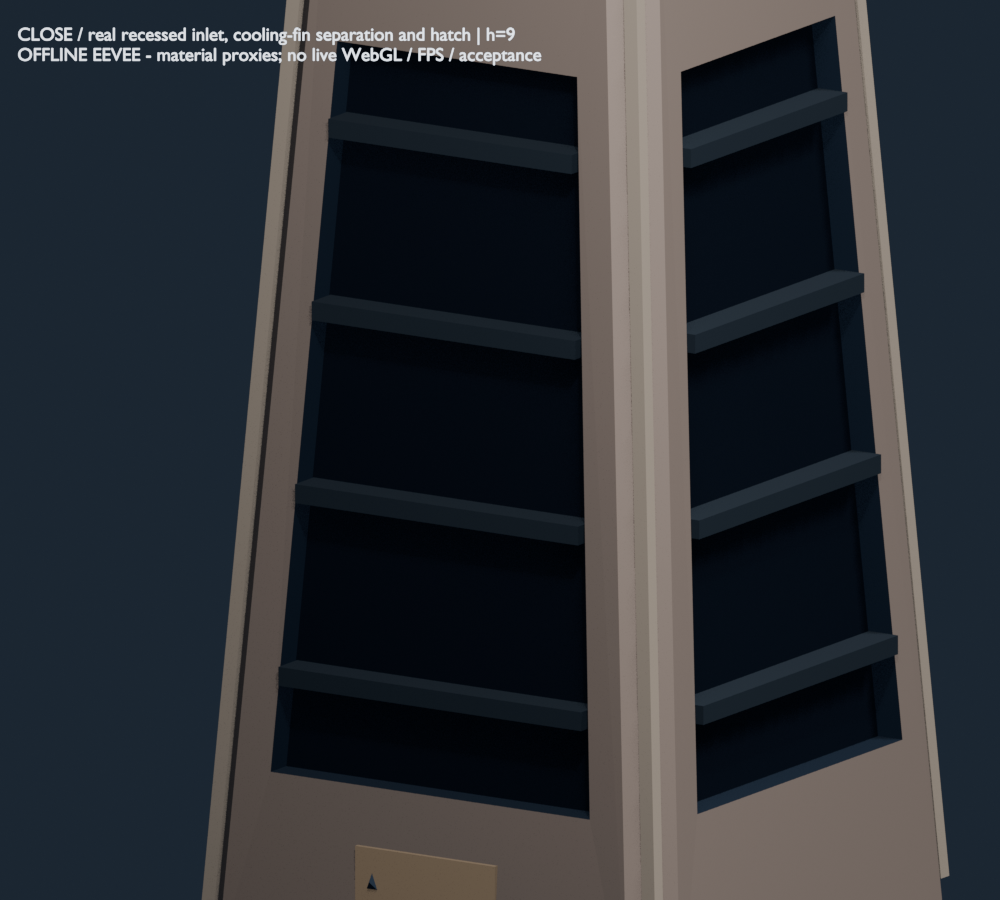 CLOSE / real recessed inlet, cooling-fin separation and hatch | h=9
OFFLINE EEVEE - material proxies; no live WebGL / FPS / acceptance